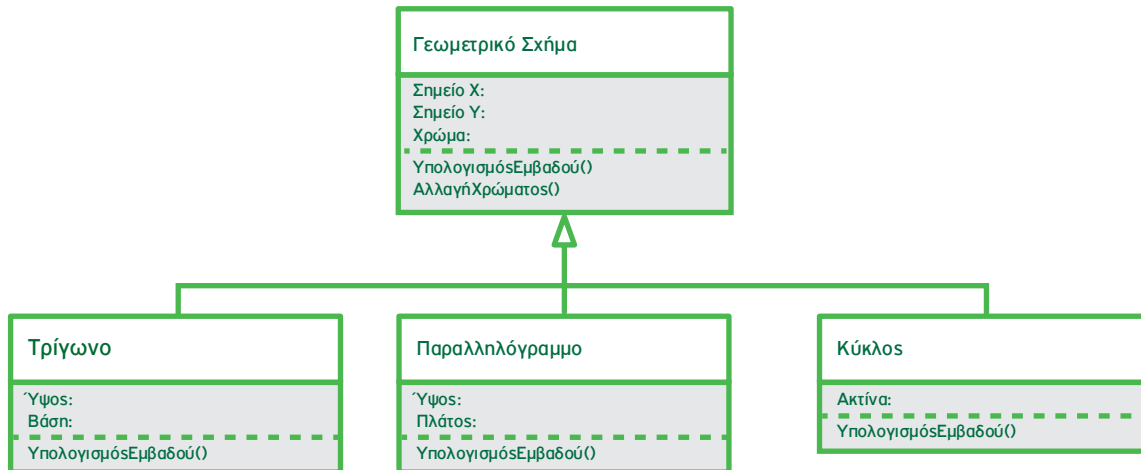 Γεωμετρικό Σχήμα
Σημείο Χ:
Σημείο Υ:
Χρώμα:
ΥπολογισμόςΕμβαδού()
ΑλλαγήΧρώματος()
Τρίγωνο
Ύψος:
Βάση:
ΥπολογισμόςΕμβαδού()
Παραλληλόγραμμο
Ύψος:
Πλάτος:
ΥπολογισμόςΕμβαδού()
Κύκλος
Ακτίνα:
ΥπολογισμόςΕμβαδού()